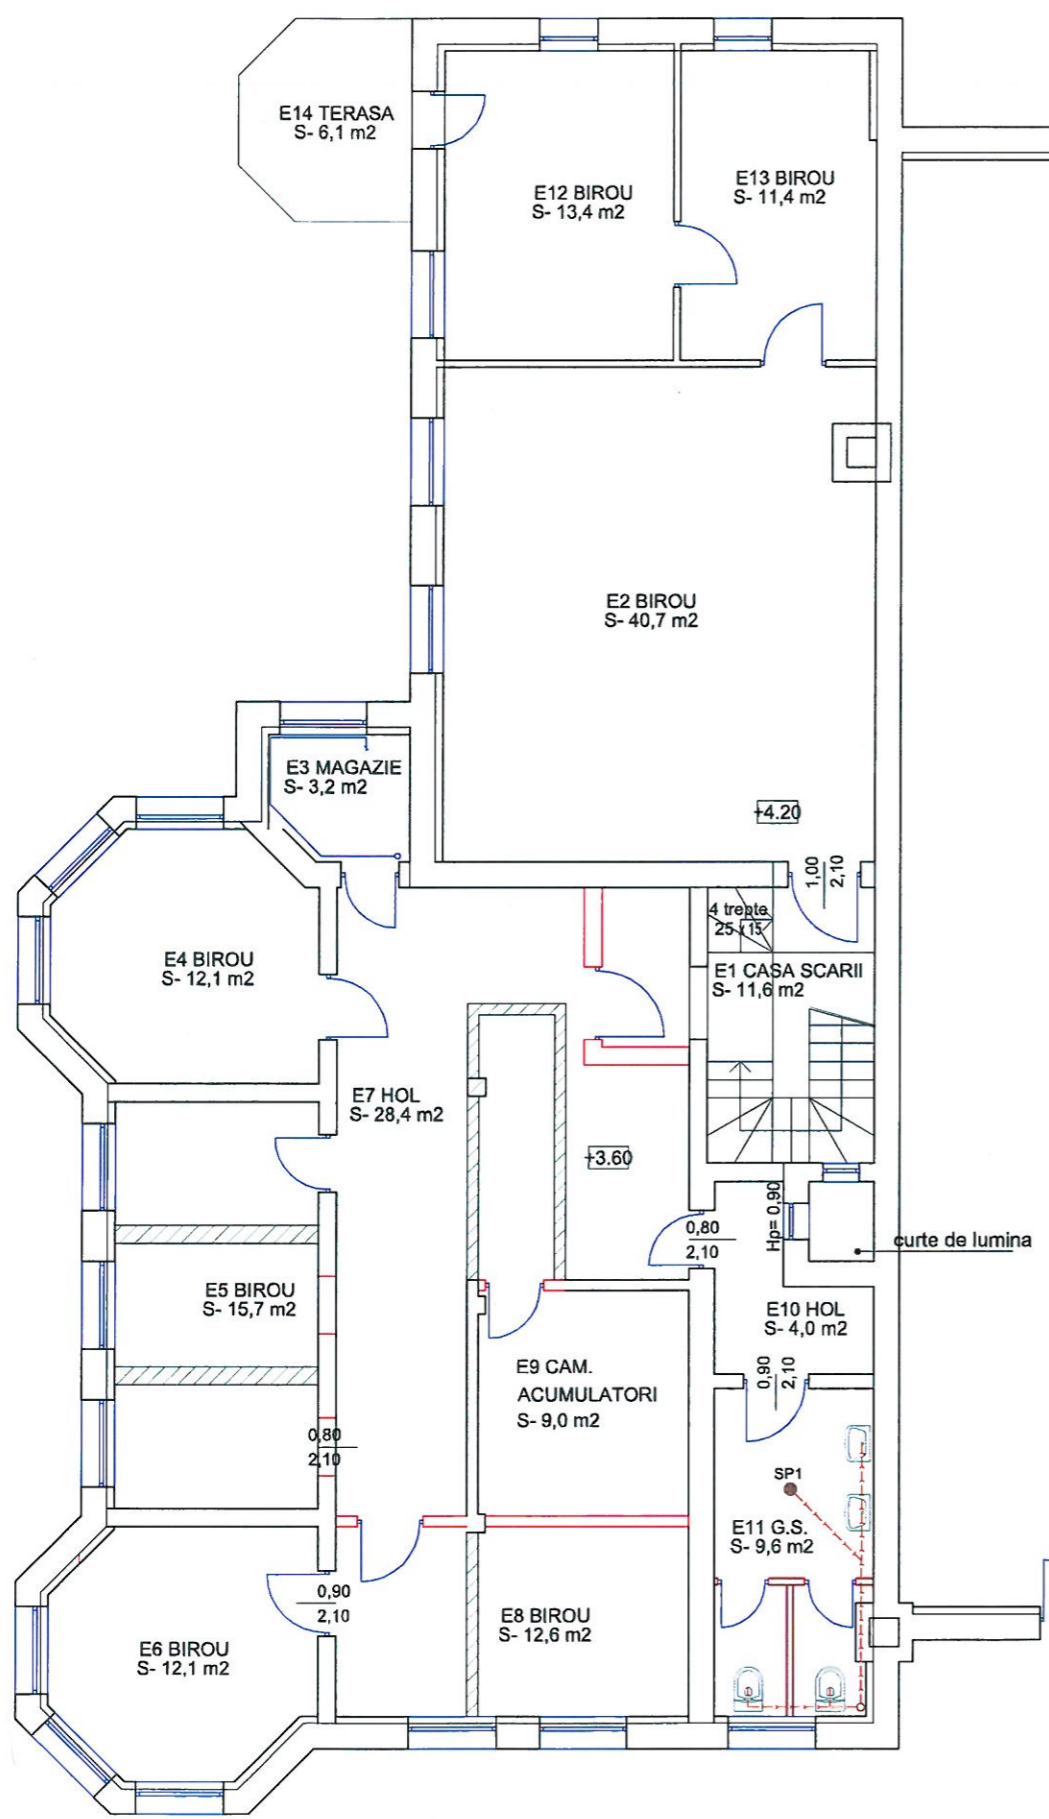 E14 TERASA
S- 6,1 m2
E12 BIROU
S- 13,4 m2
E13 BIROU
S- 11,4 m2
E2 BIROU
S- 40,7 m2
E3 MAGAZIE
S- 3,2 m2
+4.20
1,00
2,10
4 trepte
25 x 15
E4 BIROU
S- 12,1 m2
E1 CASA SCARII
S- 11,6 m2
E7 HOL
S- 28,4 m2
+3.60
0,80
2,10
Hp= 0,90
curte de lumina
E5 BIROU
S- 15,7 m2
E10 HOL
S- 4,0 m2
E9 CAM.
ACUMULATORI
S- 9,0 m2
0,90
2,10
0,80
2,10
SP1
E11 G.S.
S- 9,6 m2
0,90
2,10
E8 BIROU
S- 12,6 m2
E6 BIROU
S- 12,1 m2